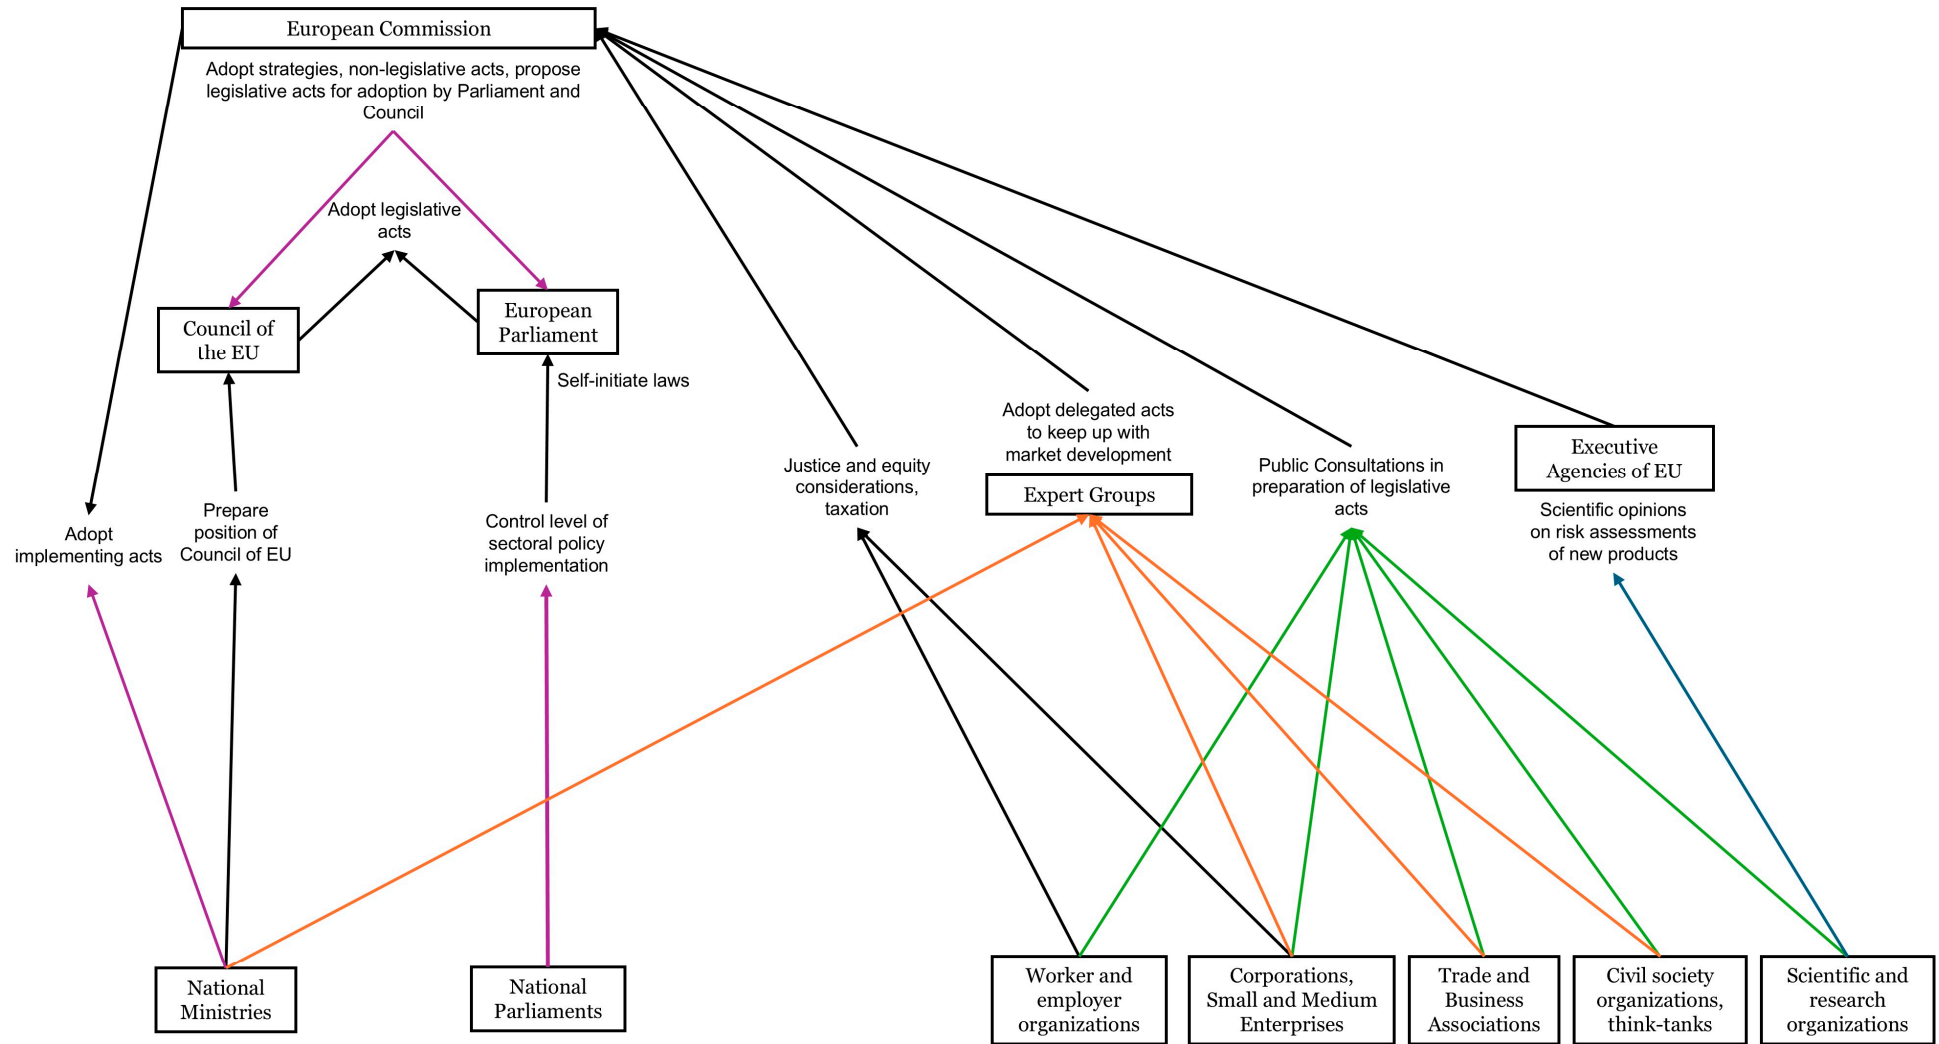 European Commission
Adopt strategies, non-legislative acts, propose
legislative acts for adoption by Parliament and
Council
Adopt legislative
acts
Council of
the EU
European
Parliament
Self-initiate laws
Adopt
implementing acts
Prepare
position of
Council of EU
Control level of
sectoral policy
implementation
Justice and equity
considerations,
taxation
Adopt delegated acts
to keep up with
market development
Expert Groups
Public Consultations in
preparation of legislative
acts
Executive
Agencies of EU
Scientific opinions
on risk assessments
of new products
National
Ministries
National
Parliaments
Worker and
employer
organizations
Corporations,
Small and Medium
Enterprises
Trade and
Business
Associations
Civil society
organizations,
think-tanks
Scientific and
research
organizations